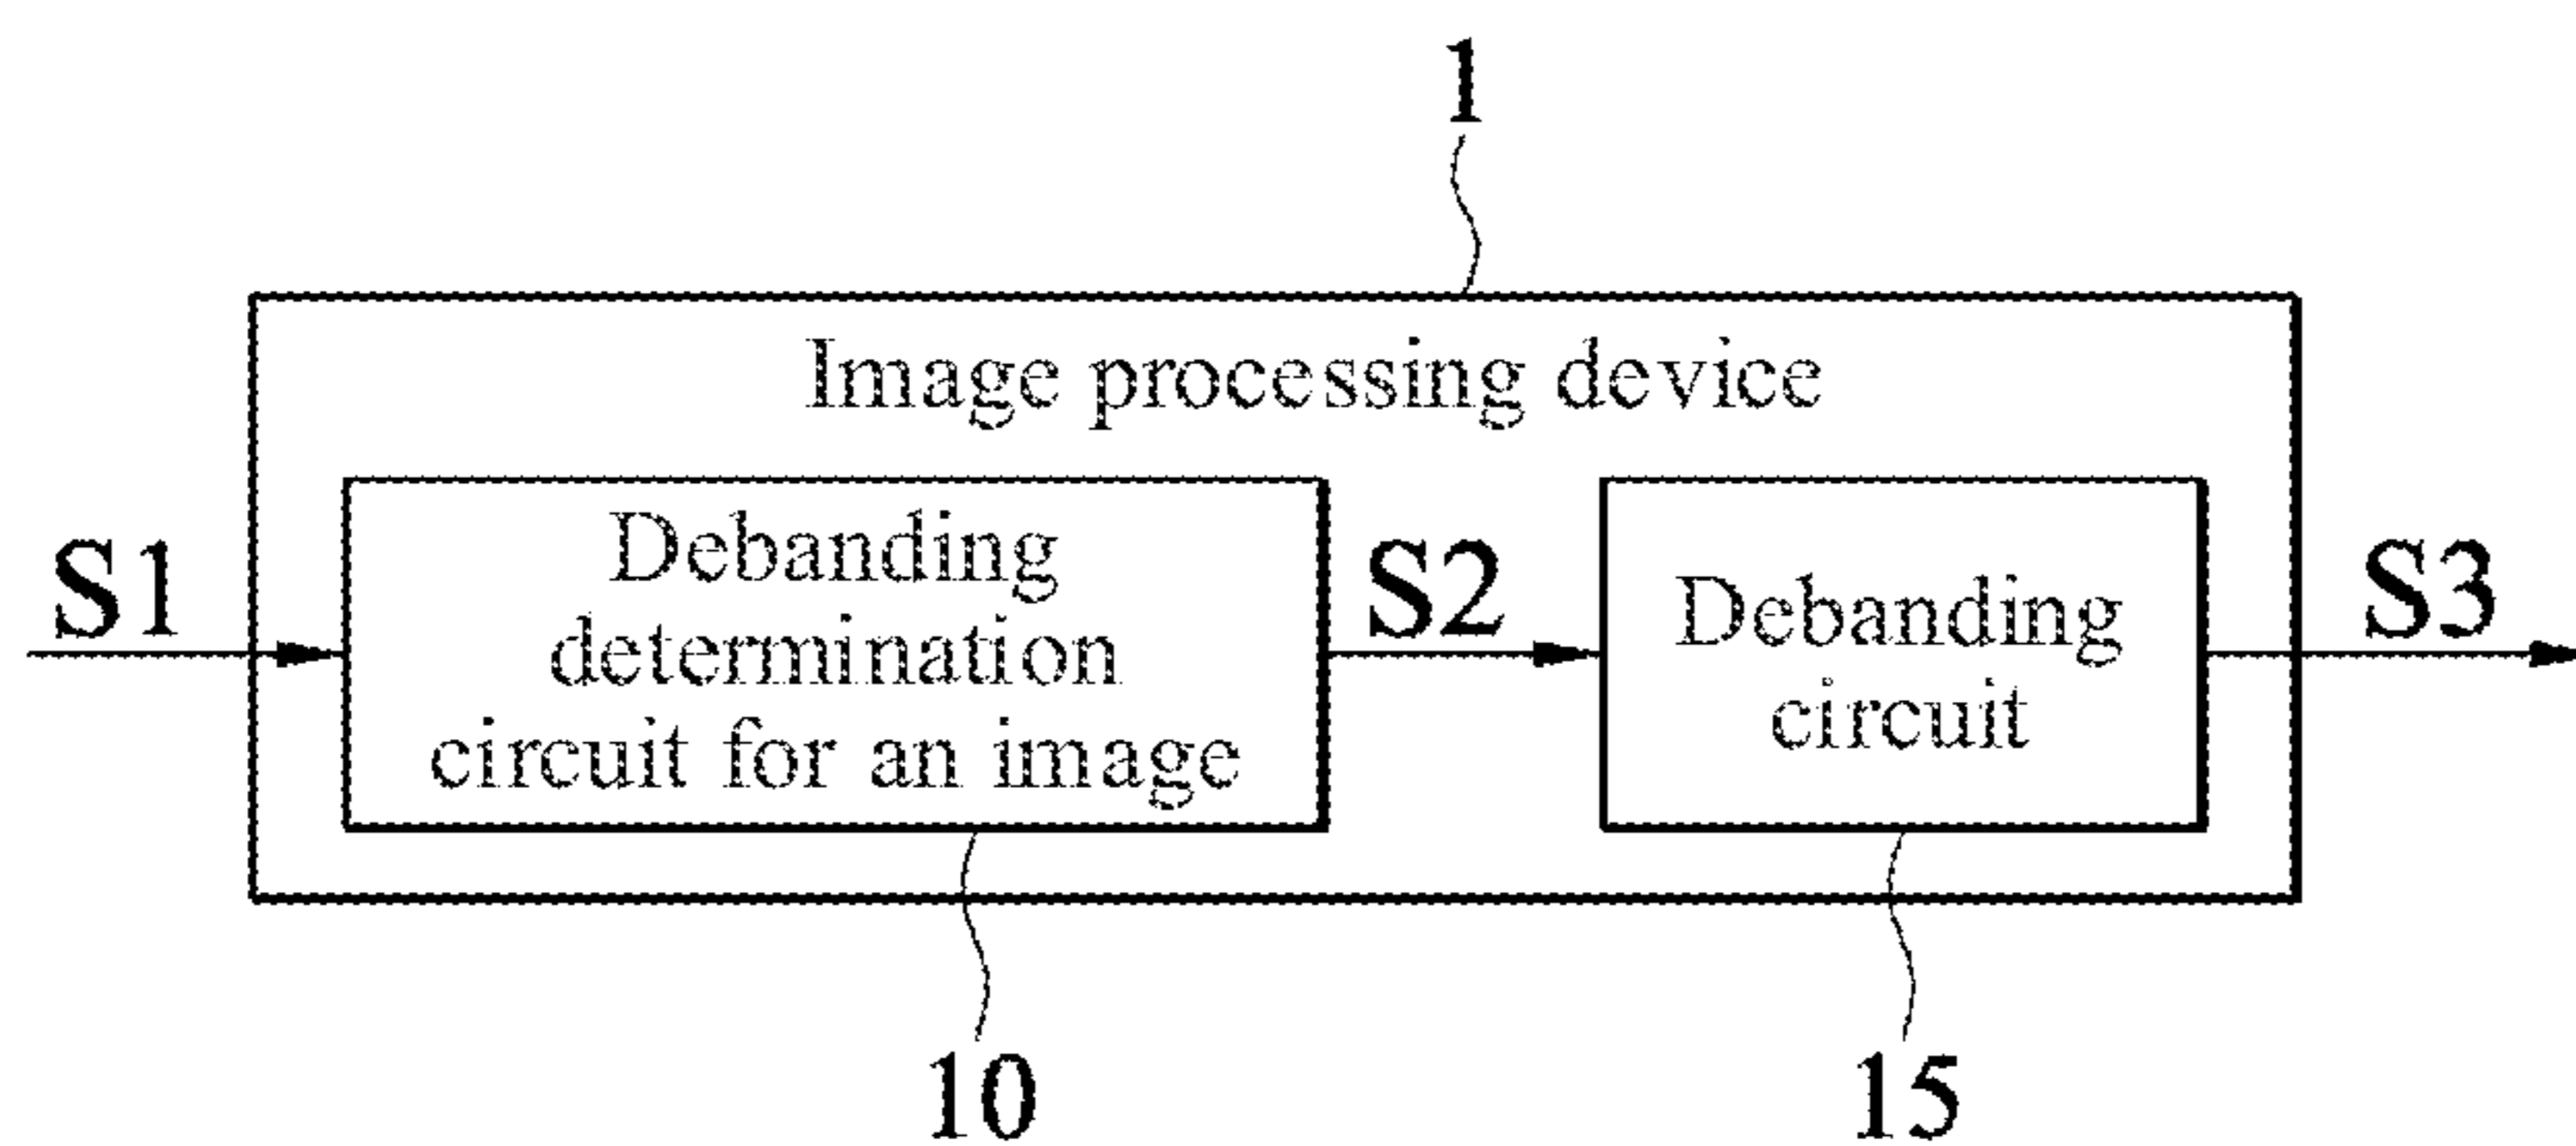 1
Image processing device
S1
Debanding
determination
circuit for an image
S2
Debanding
circuit
S3
10
15